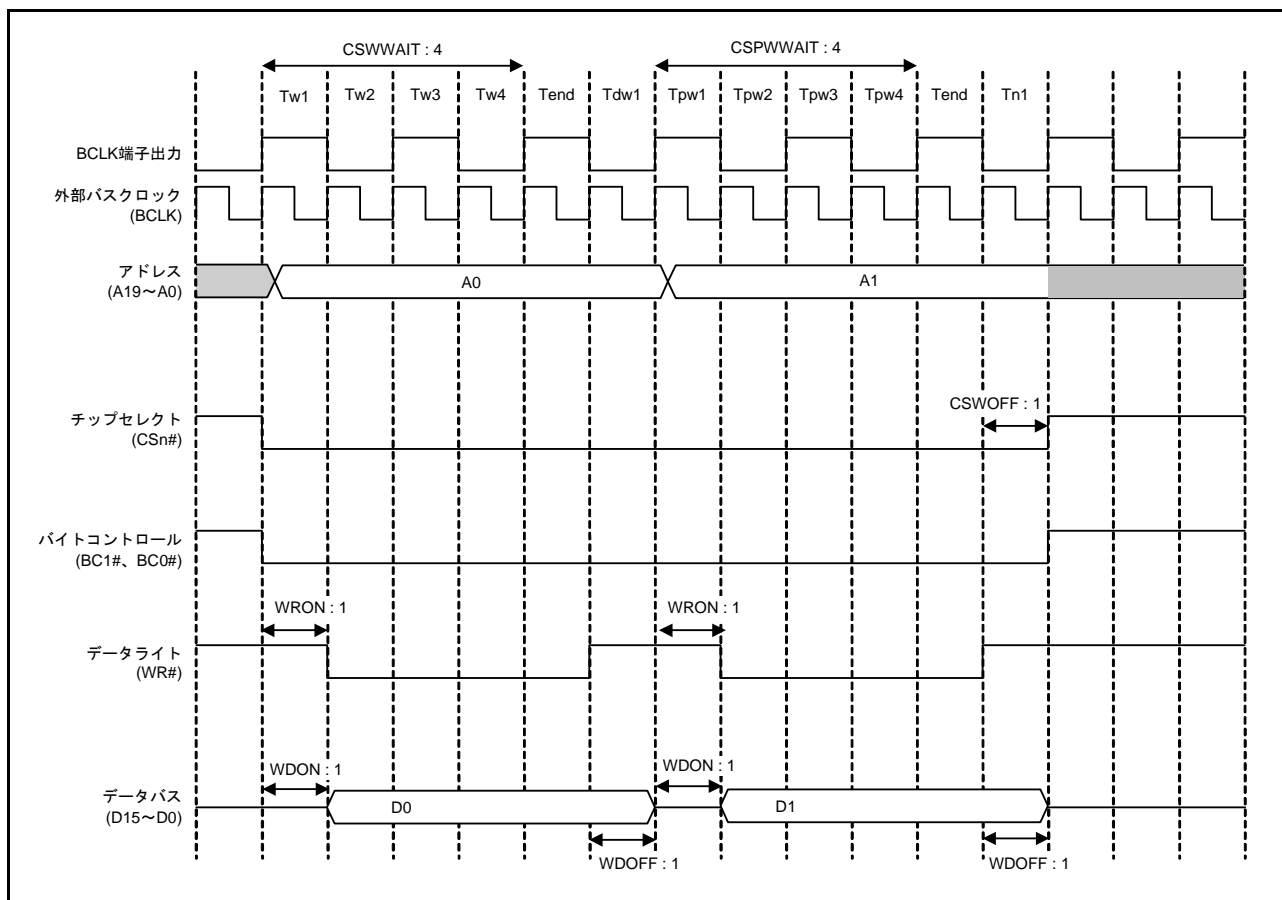 CSWWAIT : 4
CSPWWAIT : 4
Tw1 Tw2 Tw3 Tw4 Tend Tdw1 Tpw1 Tpw2 Tpw3 Tpw4 Tend Tn1
BCLK端子出力
外部バスクロック
(BCLK)
アドレス
(A19～A0)
A0
A1
チップセレクト
(CSn#)
CSWOFF : 1
バイトコントロール
(BC1#、BC0#)
WRON : 1
WRON : 1
データライト
(WR#)
WDON : 1
WDON : 1
データバス
(D15～D0)
D0
D1
WDOFF : 1
WDOFF : 1